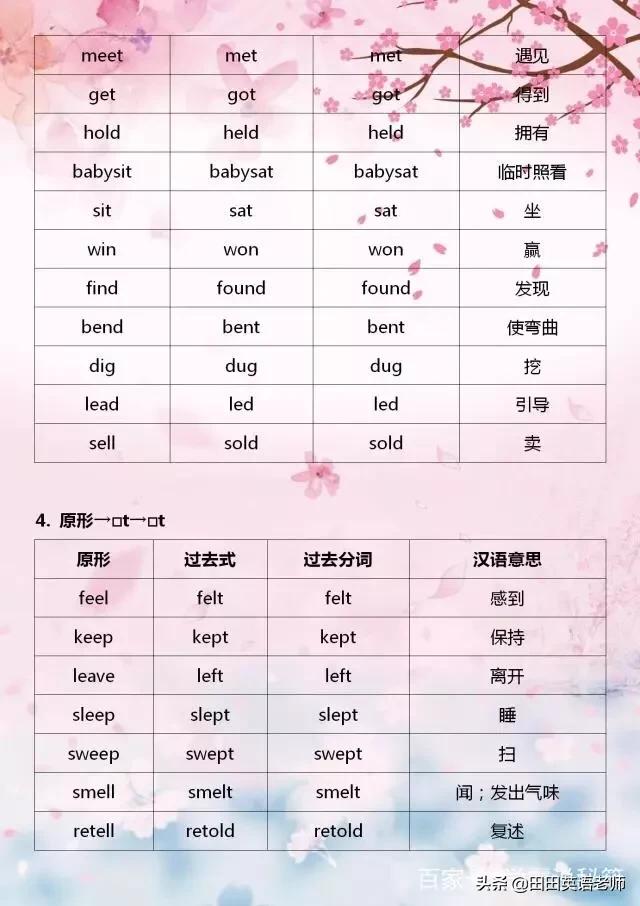 meet met met 遇见
get got got 得到
hold held held 拥有
babysit babysat babysat 临时照看
sit sat sat 坐
win won won 赢
find found found 发现
bend bent bent 使弯曲
dig dug dug 挖
lead led led 引导
sell sold sold 卖
4. 原形→□t→□t
原形 过去式 过去分词 汉语意思
feel felt felt 感到
keep kept kept 保持
leave left left 离开
sleep slept slept 睡
sweep swept swept 扫
smell smelt smelt 闻；发出气味
retell retold retold 复述
百家
头条 @田田英语老师